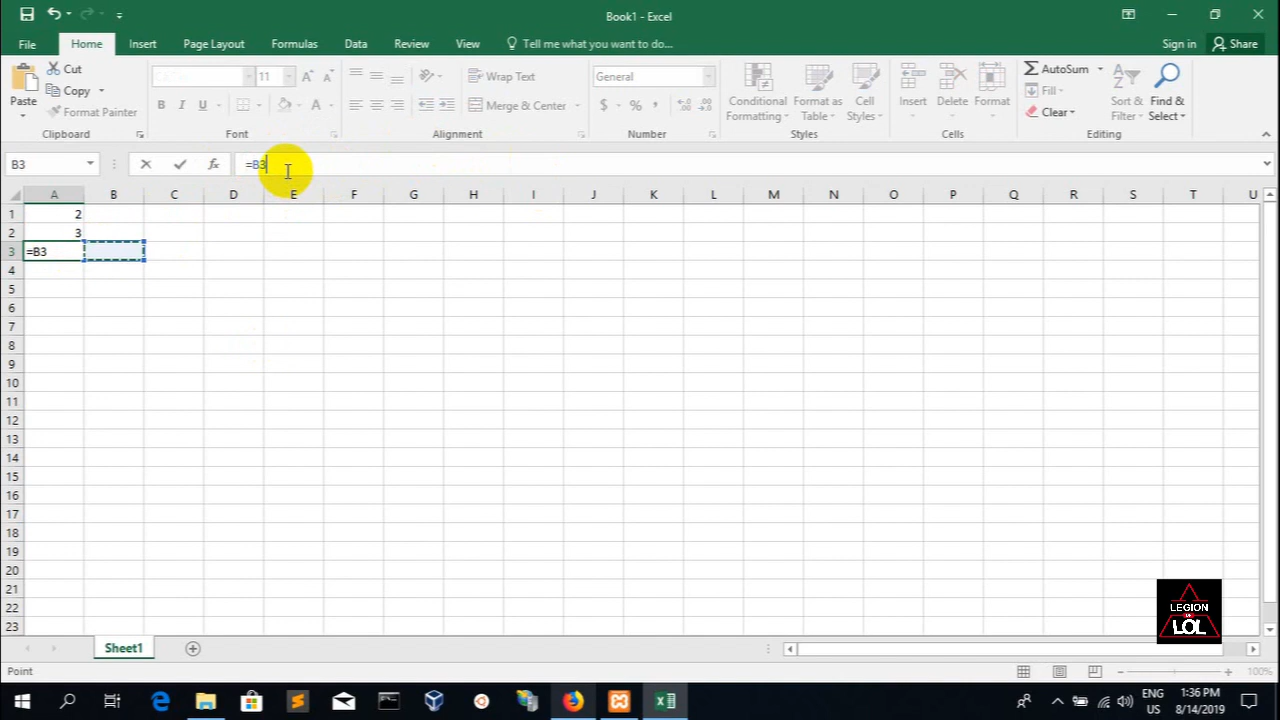 Book1 - Excel
File Home Insert Page Layout Formulas Data Review View Tell me what you want to do... Sign in Share
Cut
Copy
Format Painter
Paste
Clipboard
11
B I U A
Font
Wrap Text
Merge & Center
Alignment
General
$ % ,
Number
Conditional Formatting
Format as Table
Cell Styles
Styles
Insert
Delete
Format
Cells
AutoSum
Fill
Clear
Sort & Filter
Find & Select
Editing
B3 fx =B3
A B C D E F G H I J K L M N O P Q R S T U
1 2
2 3
3 =B3
4
5
6
7
8
9
10
11
12
13
14
15
16
17
18
19
20
21
22
23
LEGION
LOL
Sheet1
Point 100%
ENG 1:36 PM
US 8/14/2019